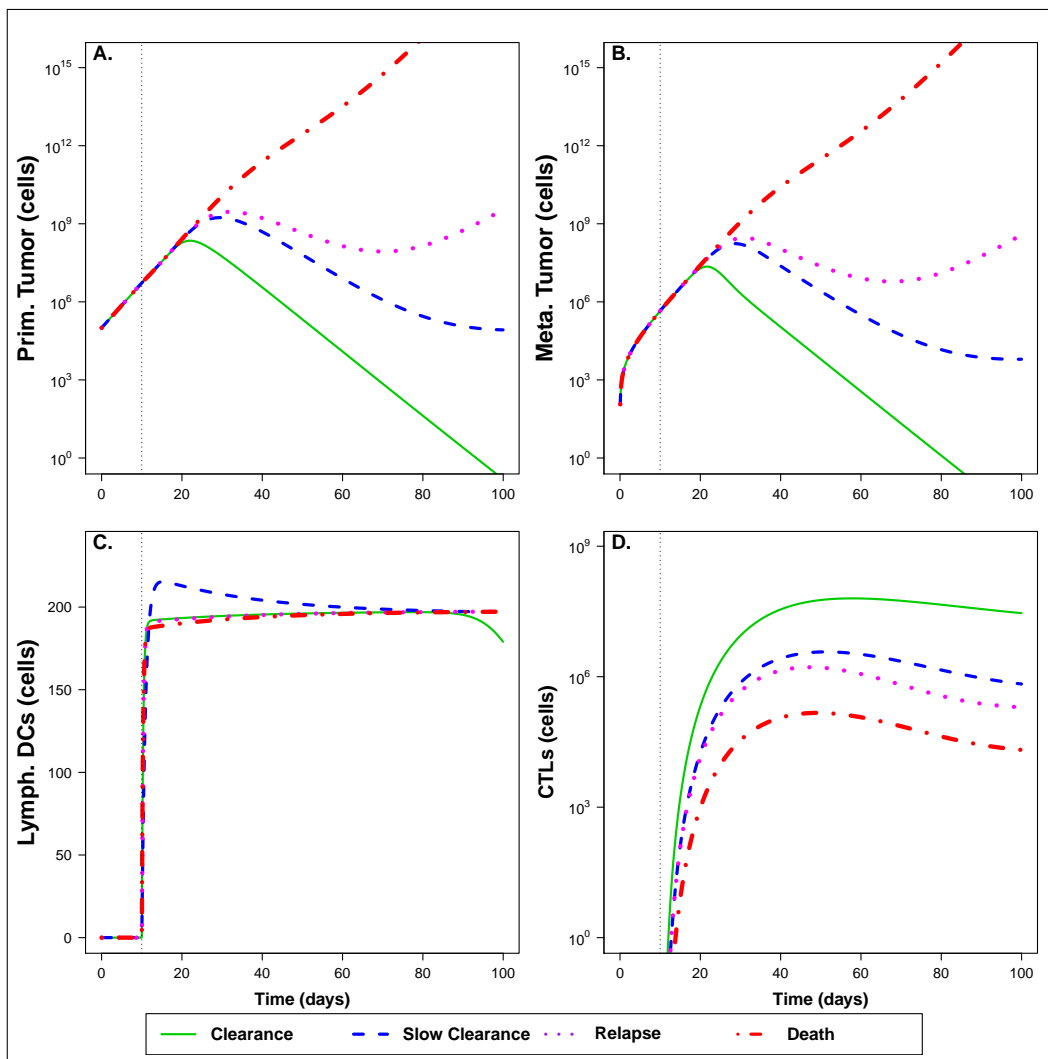 A.
Prim. Tumor (cells)
10^15
10^12
10^9
10^6
10^3
10^0
0 20 40 60 80 100
B.
Meta. Tumor (cells)
10^15
10^12
10^9
10^6
10^3
10^0
0 20 40 60 80 100
C.
Lymph. DCs (cells)
200
150
100
50
0
0 20 40 60 80 100
Time (days)
D.
CTLs (cells)
10^9
10^6
10^3
10^0
0 20 40 60 80 100
Time (days)
Clearance Slow Clearance Relapse Death